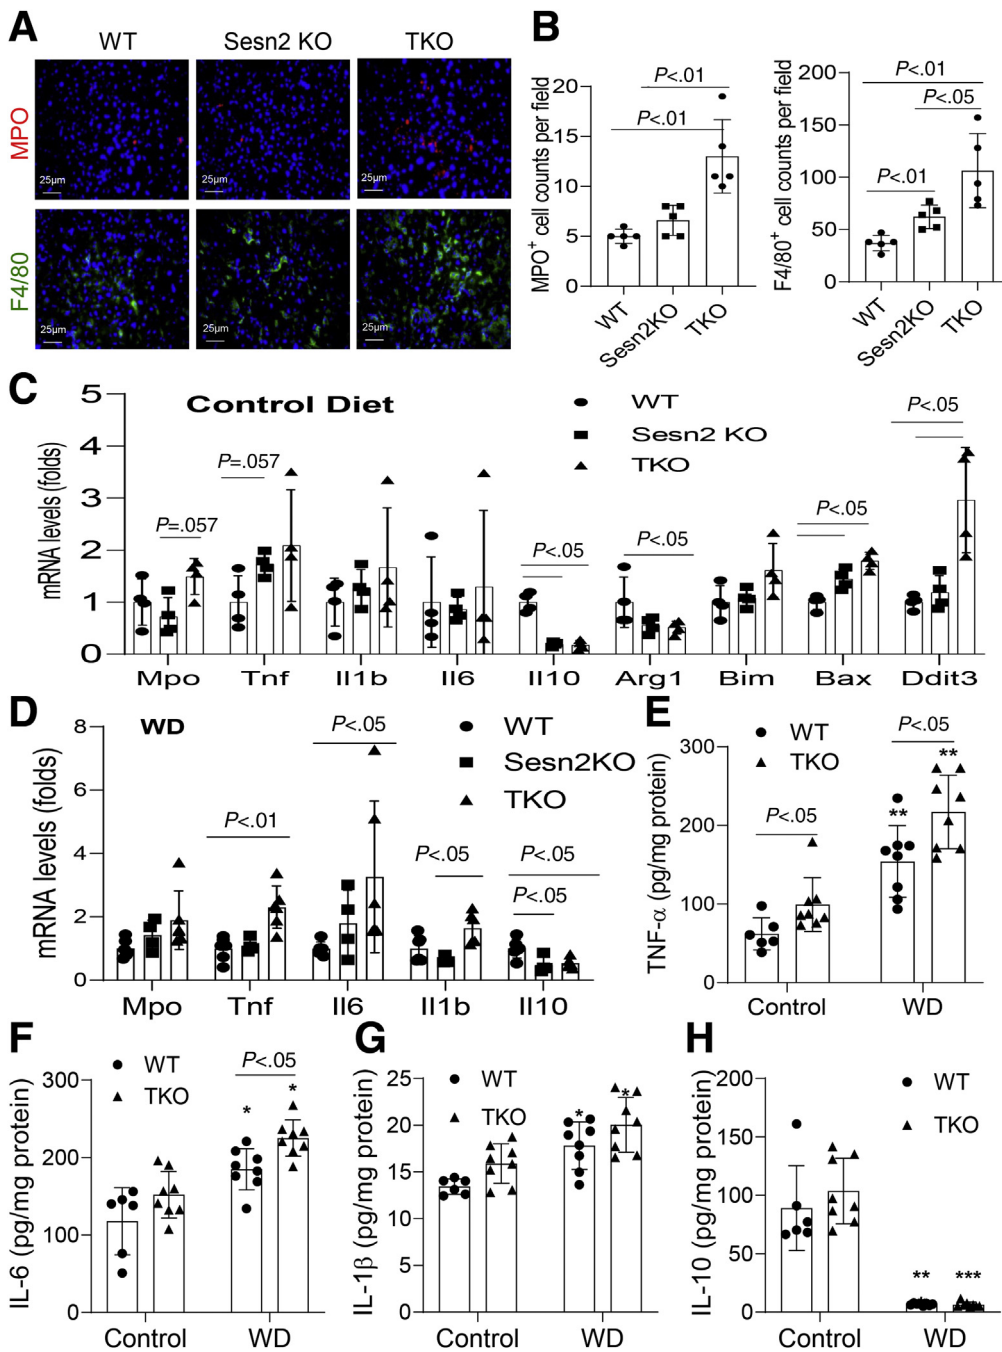 A
WT
Sesn2 KO
TKO
MPO
25μm
25μm
25μm
F4/80
25μm
25μm
25μm
B
MPO+ cell counts per field
20
15
10
5
0
P<.01
P<.01
WT
Sesn2KO
TKO
F4/80+ cell counts per field
200
150
100
50
0
P<.01
P<.05
P<.01
WT
Sesn2KO
TKO
C
Control Diet
mRNA levels (folds)
5
4
3
2
1
0
WT
Sesn2 KO
TKO
P=.057
P=.057
P<.05
P<.05
P<.05
P<.05
Mpo
Tnf
Il1b
Il6
Il10
Arg1
Bim
Bax
Ddit3
D
WD
mRNA levels (folds)
8
6
4
2
0
WT
Sesn2KO
TKO
P<.01
P<.05
P<.05
P<.05
P<.05
Mpo
Tnf
Il6
Il1b
Il10
E
TNF-α (pg/mg protein)
300
200
100
0
WT
TKO
P<.05
P<.05
**
**
Control
WD
F
IL-6 (pg/mg protein)
300
200
100
0
WT
TKO
P<.05
*
*
Control
WD
G
IL-1β (pg/mg protein)
25
20
15
10
5
0
WT
TKO
*
*
Control
WD
H
IL-10 (pg/mg protein)
200
150
100
50
0
WT
TKO
**
***
Control
WD